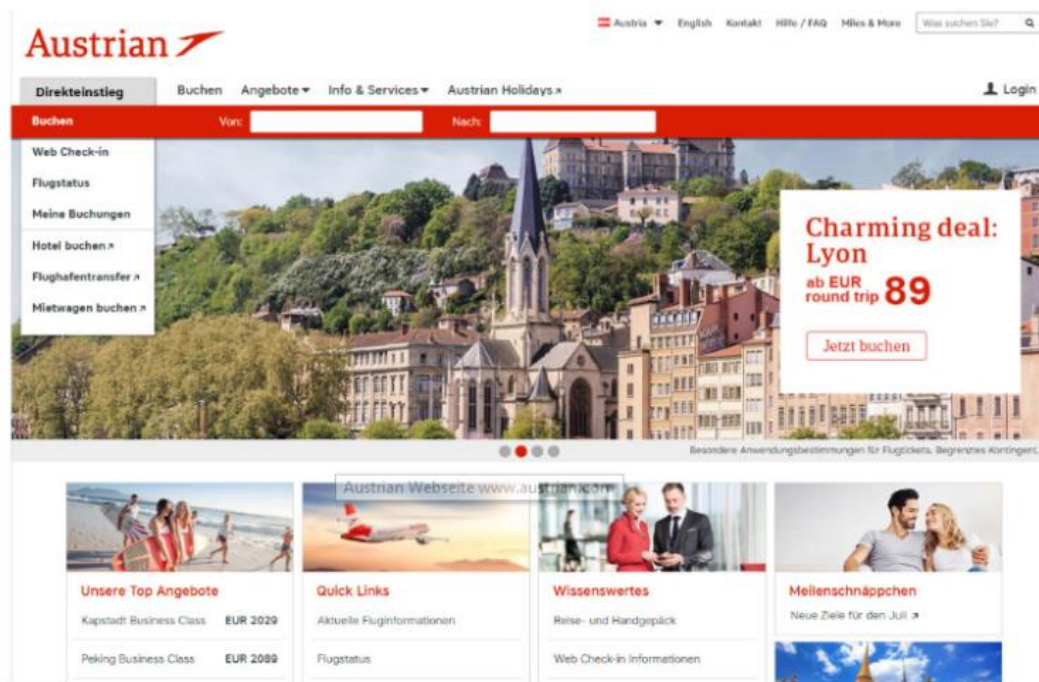 Austria English Kontakt Hilfe / FAQ Miles & More Was suchen Sie?
Austrian
Direkteinstieg Buchen Angebote Info & Services Austrian Holidays Login
Buchen Von: Nach:
Web Check-in
Flugstatus
Meine Buchungen
Hotel buchen
Flughafentransfer
Mietwagen buchen
Charming deal:
Lyon
ab EUR
round trip 89
Jetzt buchen
Besondere Anwendungsbestimmungen für Flugtickets. Begrenztes Kontingent.
Austrian Webseite www.austrian.com
Unsere Top Angebote
Kapstadt Business Class EUR 2029
Peking Business Class EUR 2089
Quick Links
Aktuelle Fluginformationen
Flugstatus
Wissenswertes
Reise- und Handgepäck
Web Check-in Informationen
Meilenschnäppchen
Neue Ziele für den Juli